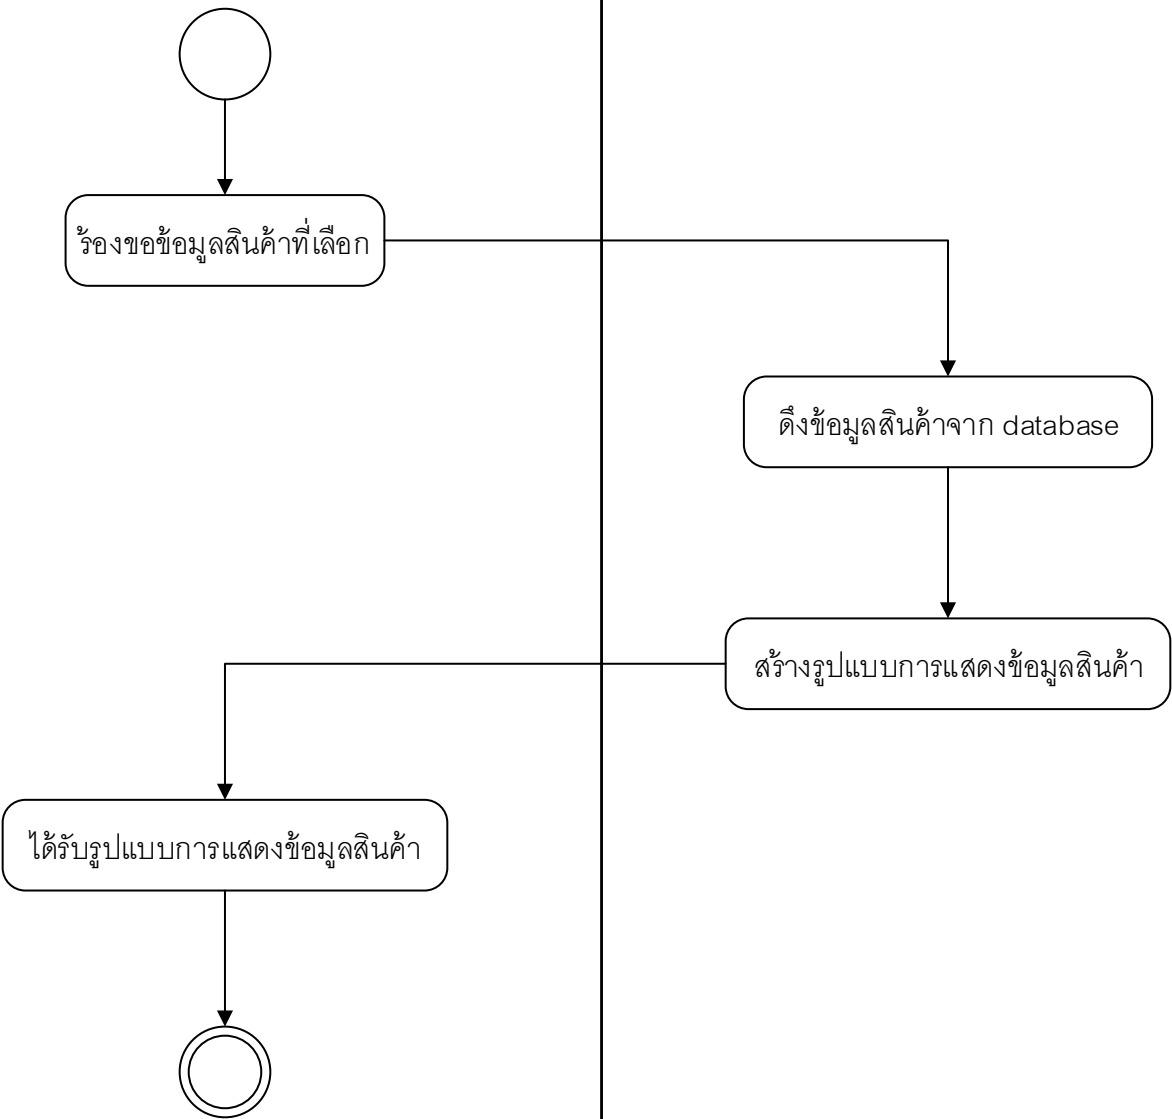 ร้องขอข้อมูลสินค้าที่เลือก
ดึงข้อมูลสินค้าจาก database
สร้างรูปแบบการแสดงข้อมูลสินค้า
ได้รับรูปแบบการแสดงข้อมูลสินค้า